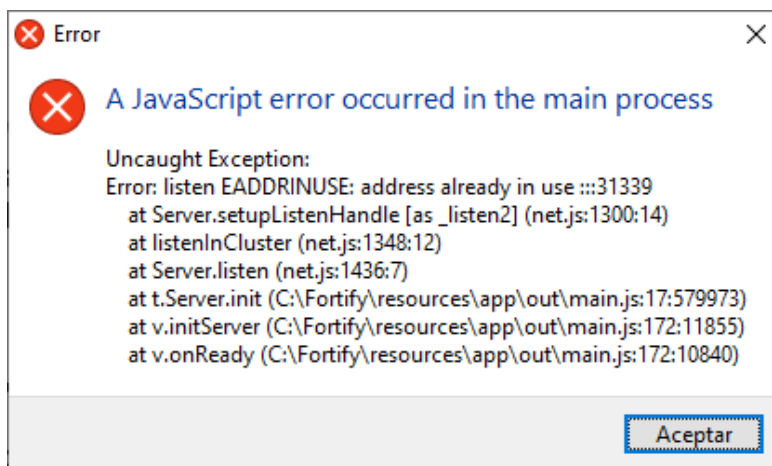 Error
A JavaScript error occurred in the main process
Uncaught Exception:
Error: listen EADDRINUSE: address already in use :::31339
at Server.setupListenHandle [as _listen2] (net.js:1300:14)
at listenInCluster (net.js:1348:12)
at Server.listen (net.js:1436:7)
at t.Server.init (C:\Fortify\resources\app\out\main.js:17:579973)
at v.initServer (C:\Fortify\resources\app\out\main.js:172:11855)
at v.onReady (C:\Fortify\resources\app\out\main.js:172:10840)
Aceptar